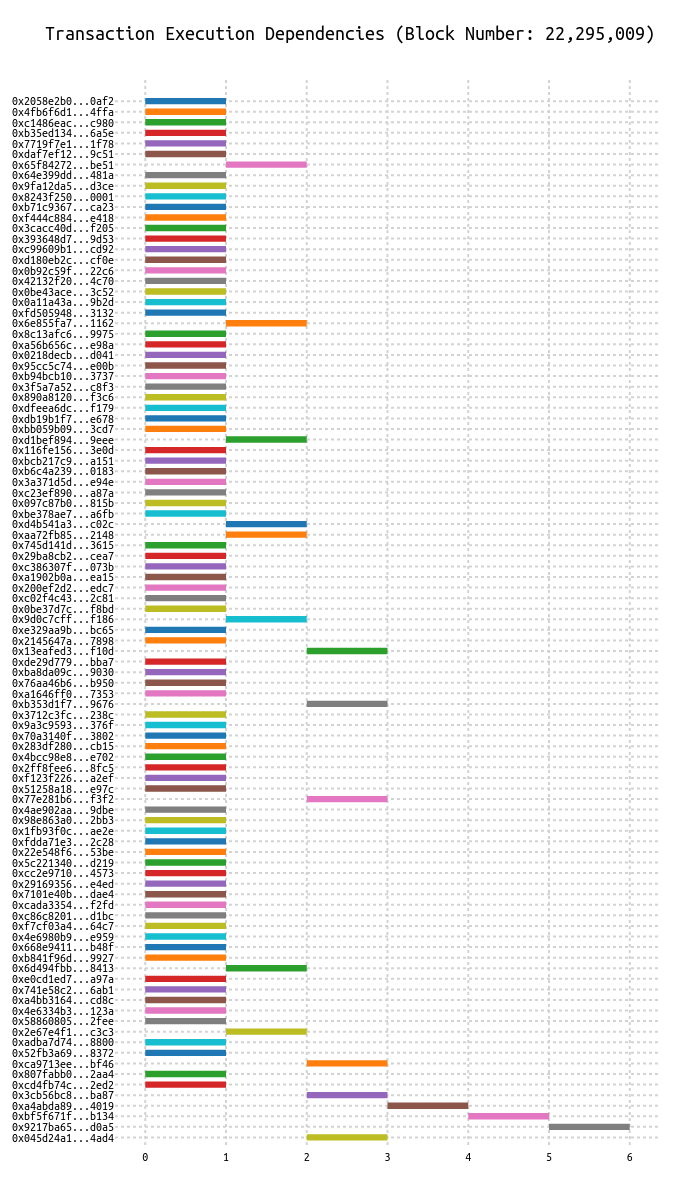 Transaction Execution Dependencies (Block Number: 22,295,009)
0x2058e2b0...0af2
0x4fb6f6d1...4ffa
0xc1486eac...c980
0xb35ed134...6a5e
0x7719f7e1...1f78
0xdaf7ef12...9c51
0x65f84272...be51
0x64e399dd...481a
0x9fa12da5...d3ce
0x8243f250...0001
0xb71c9367...ca23
0xf444c884...e418
0x3cacc40d...f205
0x393648d7...9d53
0xc99609b1...cd92
0xd180eb2c...cf0e
0x0b92c59f...22c6
0x42132f20...4c70
0x0be43ace...3c52
0x0a11a43a...9b2d
0xfd505948...3132
0x6e855fa7...1162
0x8c13afc6...9975
0xa56b656c...e98a
0x0218decb...d041
0x95cc5c74...e00b
0xb94bcb10...3737
0x3f5a7a52...c8f3
0x890a8120...f3c6
0xdfeea6dc...f179
0xdb19b1f7...e678
0xbb059b09...3cd7
0xd1bef894...9eee
0x116fe156...3e0d
0xbcb217c9...a151
0xb6c4a239...0183
0x3a371d5d...e94e
0xc23ef890...a87a
0x097c87b0...815b
0xbe378ae7...a6fb
0xd4b541a3...c02c
0xaa72fb85...2148
0x745d141d...3615
0x29ba8cb2...cea7
0xc386307f...073b
0xa1902b0a...ea15
0x200ef2d2...edc7
0xc02f4c43...2c81
0x0be37d7c...f8bd
0x9d0c7cff...f186
0xe329aa9b...bc65
0x2145647a...7898
0x13eafed3...f10d
0xde29d779...bba7
0xba8da09c...9030
0x76aa46b6...b950
0xa1646ff0...7353
0xb353d1f7...9676
0x3712c3fc...238c
0x9a3c9593...376f
0x70a3140f...3802
0x283df280...cb15
0x4bcc98e8...e702
0x2ff8fee6...8fc5
0xf123f226...a2ef
0x51258a18...e97c
0x77e281b6...f3f2
0x4ae902aa...9dbe
0x98e863a0...2bb3
0x1fb93f0c...ae2e
0xfdda71e3...2c28
0x22e548f6...53be
0x5c221340...d219
0xcc2e9710...4573
0x29169356...e4ed
0x7101e40b...dae4
0xcada3354...f2fd
0xc86c8201...d1bc
0xf7cf03a4...64c7
0x4e6980b9...e959
0x668e9411...b48f
0xb841f96d...9927
0x6d494fbb...8413
0xe0cd1ed7...a97a
0x741e58c2...6ab1
0xa4bb3164...cd8c
0x4e6334b3...123a
0x58860805...2fee
0x2e67e4f1...c3c3
0xadba7d74...8800
0x52fb3a69...8372
0xca9713ee...bf46
0x807fabb0...2aa4
0xcd4fb74c...2ed2
0x3cb56bc8...ba87
0xa4abda89...4019
0xbf5f671f...b134
0x9217ba65...d0a5
0x045d24a1...4ad4
0 1 2 3 4 5 6